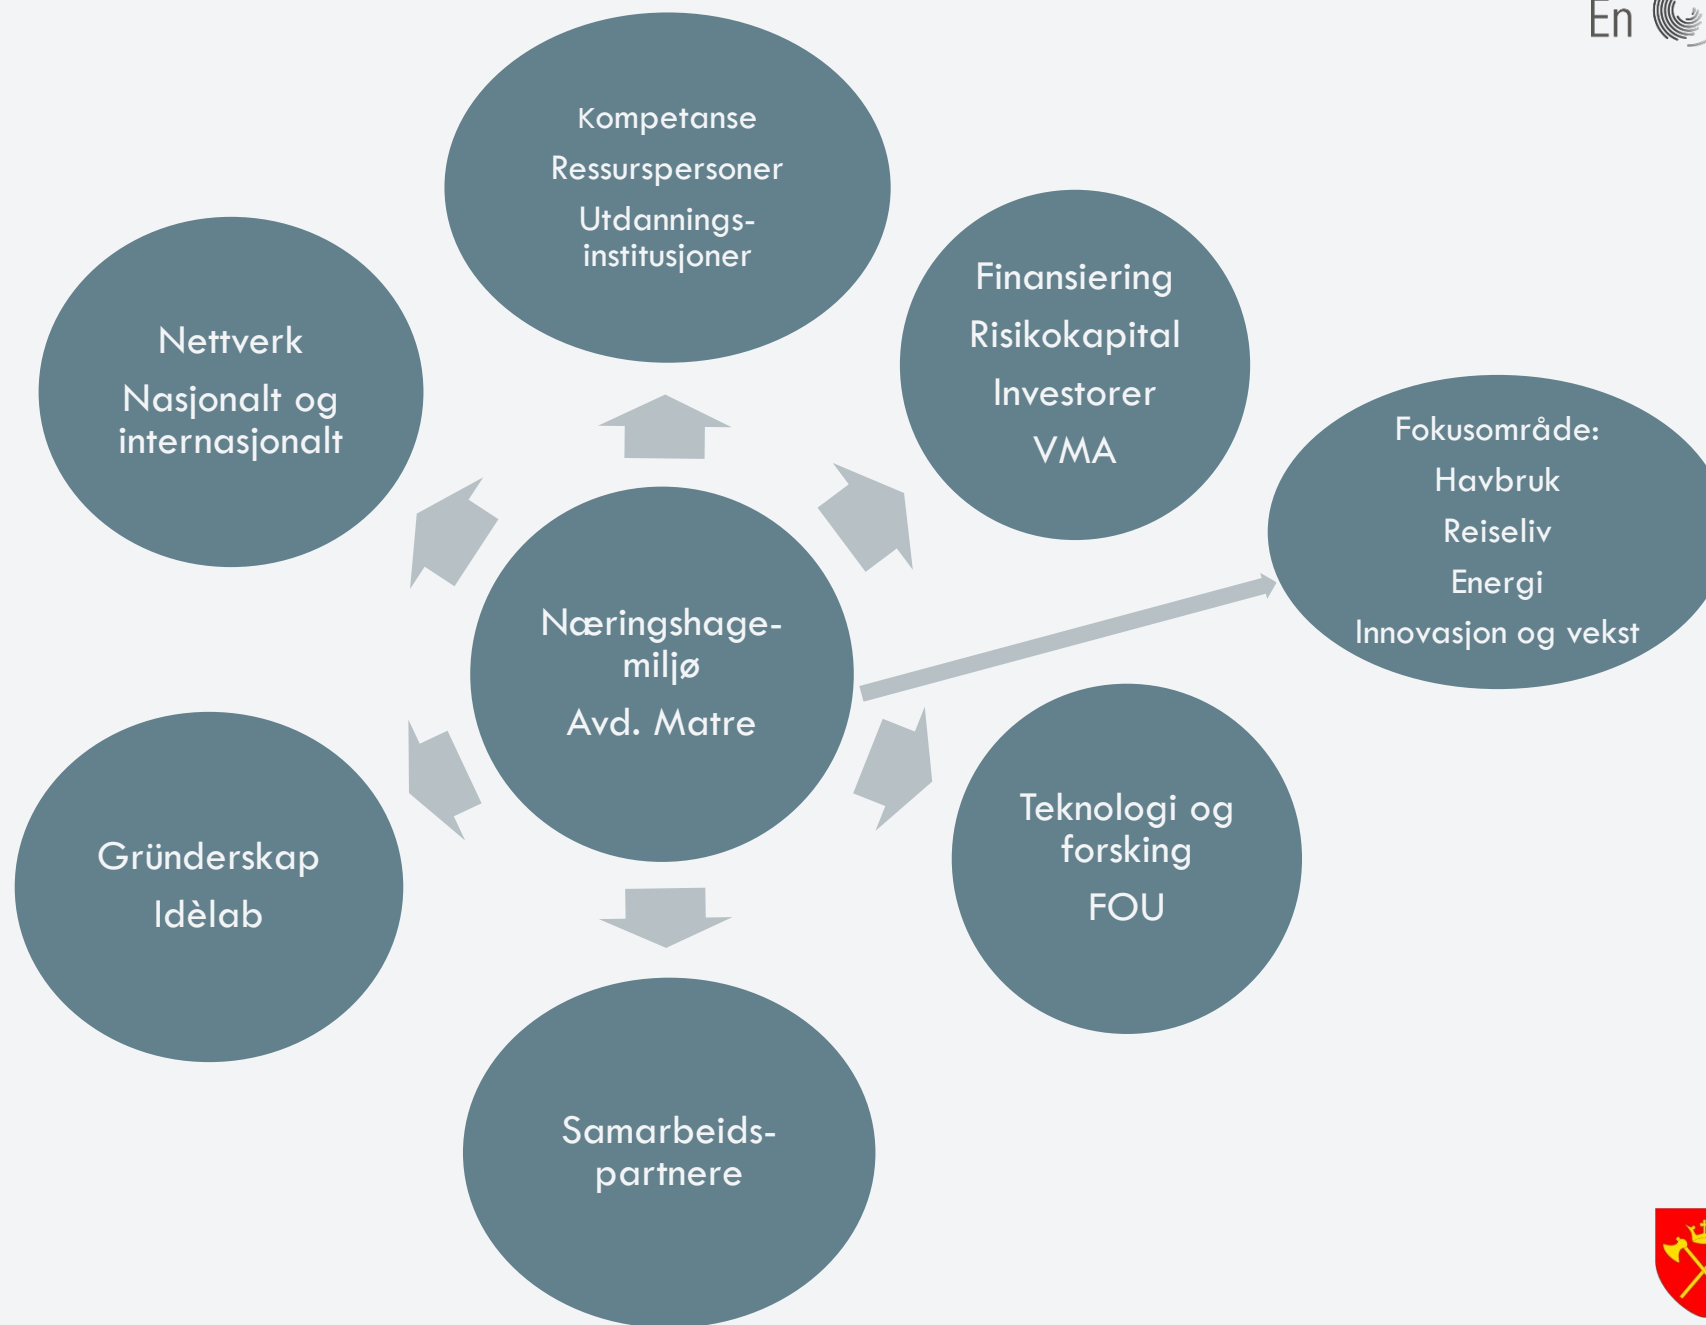 En
Kompetanse
Ressurspersoner
Utdannings-
institusjoner
Finansiering
Risikokapital
Investorer
VMA
Nettverk
Nasjonalt og
internasjonalt
Fokusområde:
Havbruk
Reiseliv
Energi
Innovasjon og vekst
Næringshage-
miljø
Avd. Matre
Teknologi og
forsking
FOU
Gründerskap
Idèlab
Samarbeids-
partnere